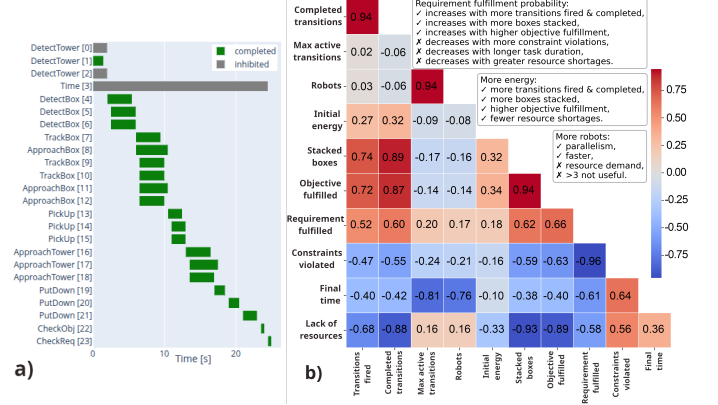 DetectTower [0]
DetectTower [1]
DetectTower [2]
Time [3]
DetectBox [4]
DetectBox [5]
DetectBox [6]
TrackBox [7]
ApproachBox [8]
TrackBox [9]
TrackBox [10]
ApproachBox [11]
ApproachBox [12]
PickUp [13]
PickUp [14]
PickUp [15]
ApproachTower [16]
ApproachTower [17]
ApproachTower [18]
PutDown [19]
PutDown [20]
PutDown [21]
CheckObj [22]
CheckReq [23]
completed
inhibited
0 10 20
Time [s]
a)
Requirement fulfillment probability:
✓ increases with more transitions fired & completed,
✓ increases with more boxes stacked,
✓ increases with higher objective fulfillment,
✗ decreases with more constraint violations,
✗ decreases with longer task duration,
✗ decreases with greater resource shortages.
More energy:
✓ more transitions fired & completed,
✓ more boxes stacked,
✓ higher objective fulfillment,
✓ fewer resource shortages.
More robots:
✓ parallelism,
✓ faster,
✗ resource demand,
✗ >3 not useful.
Completed
transitions
0.94
Max active
transitions
0.02 -0.06
Robots
0.03 -0.06 0.94
Initial
energy
0.27 0.32 -0.09 -0.08
Stacked
boxes
0.74 0.89 -0.17 -0.16 0.32
Objective
fulfilled
0.72 0.87 -0.14 -0.14 0.34 0.94
Requirement
fulfilled
0.52 0.60 0.20 0.17 0.18 0.62 0.66
Constraints
violated
-0.47 -0.55 -0.24 -0.21 -0.16 -0.59 -0.63 -0.96
Final
time
-0.40 -0.42 -0.81 -0.76 -0.10 -0.38 -0.40 -0.61 0.64
Lack of
resources
-0.68 -0.88 0.16 0.16 -0.33 -0.93 -0.89 -0.58 0.56 0.36
Transitions
fired
Completed
transitions
Max active
transitions
Robots
Initial
energy
Stacked
boxes
Objective
fulfilled
Requirement
fulfilled
Constraints
violated
Final
time
0.75
0.50
0.25
0.00
-0.25
-0.50
-0.75
b)